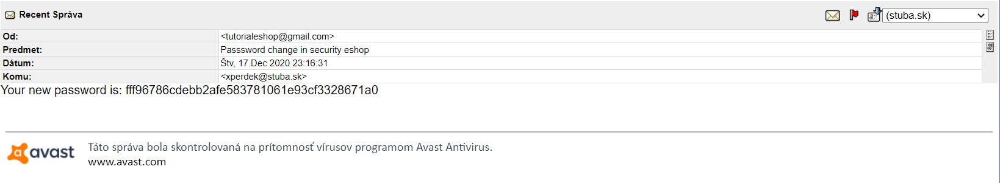 Recent Správa
(stuba.sk)
Od: <tutorialeshop@gmail.com>
Predmet: Passsword change in security eshop
Dátum: Štv, 17.Dec 2020 23:16:31
Komu: <xperdek@stuba.sk>
Your new password is: fff96786cdebb2afe583781061e93cf3328671a0
avast
Táto správa bola skontrolovaná na prítomnosť vírusov programom Avast Antivirus.
www.avast.com